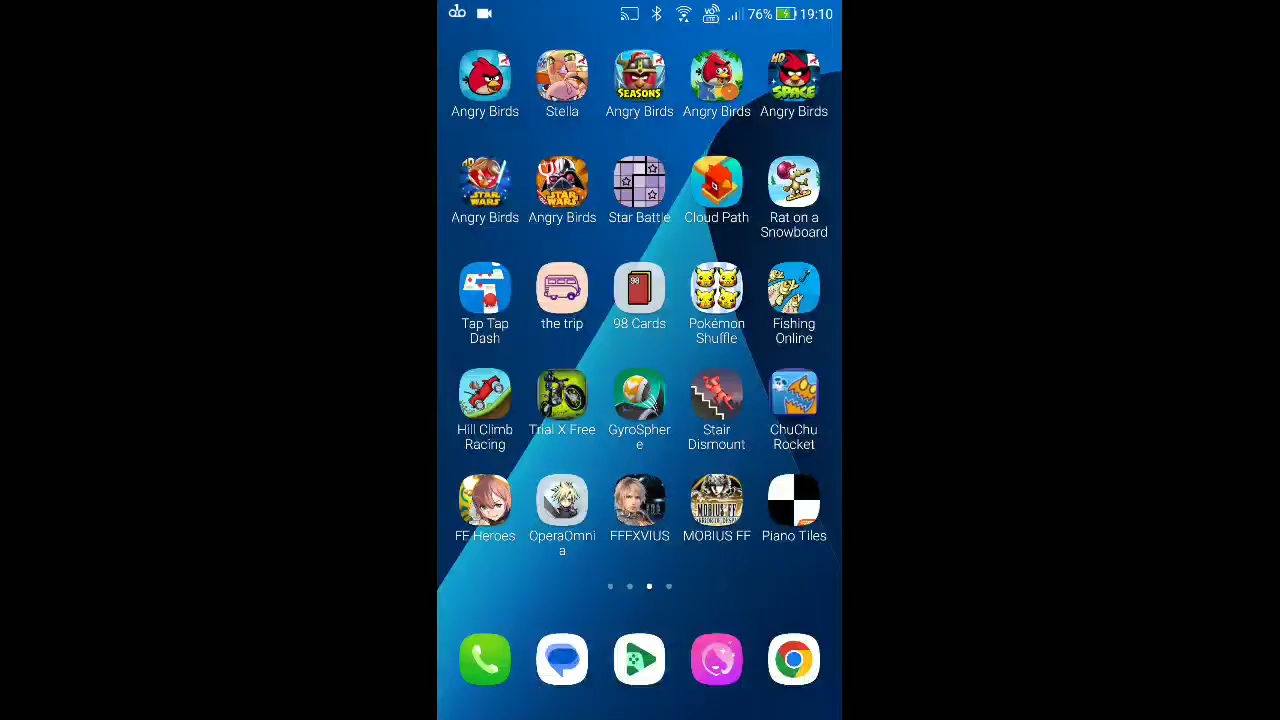 VO
LTE
76%
19:10
Angry Birds
Stella
SEASONS
Angry Birds
Angry Birds
HD
SPACE
Angry Birds
HD
STAR
WARS
Angry Birds
STAR
WARS
Angry Birds
Star Battle
Cloud Path
Rat on a
Snowboard
Tap Tap
Dash
the trip
98
98 Cards
Pokémon
Shuffle
Fishing
Online
Hill Climb
Racing
Trial X Free
GyroSpher
e
Stair
Dismount
ChuChu
Rocket
FF Heroes
OperaOmni
a
FFEXVIUS
MOBIUS FF
MOBIUS FF
Piano Tiles